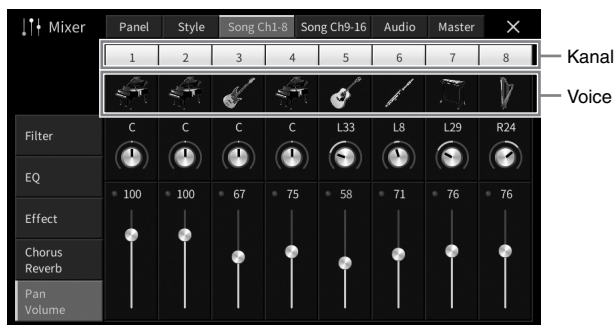 Mixer Panel Style Song Ch1-8 Song Ch9-16 Audio Master ×
1 2 3 4 5 6 7 8 Kanal
Voice
Filter C C C C L33 L8 L29 R24
EQ
100 100 67 75 58 71 76 76
Effect
Chorus
Reverb
Pan
Volume